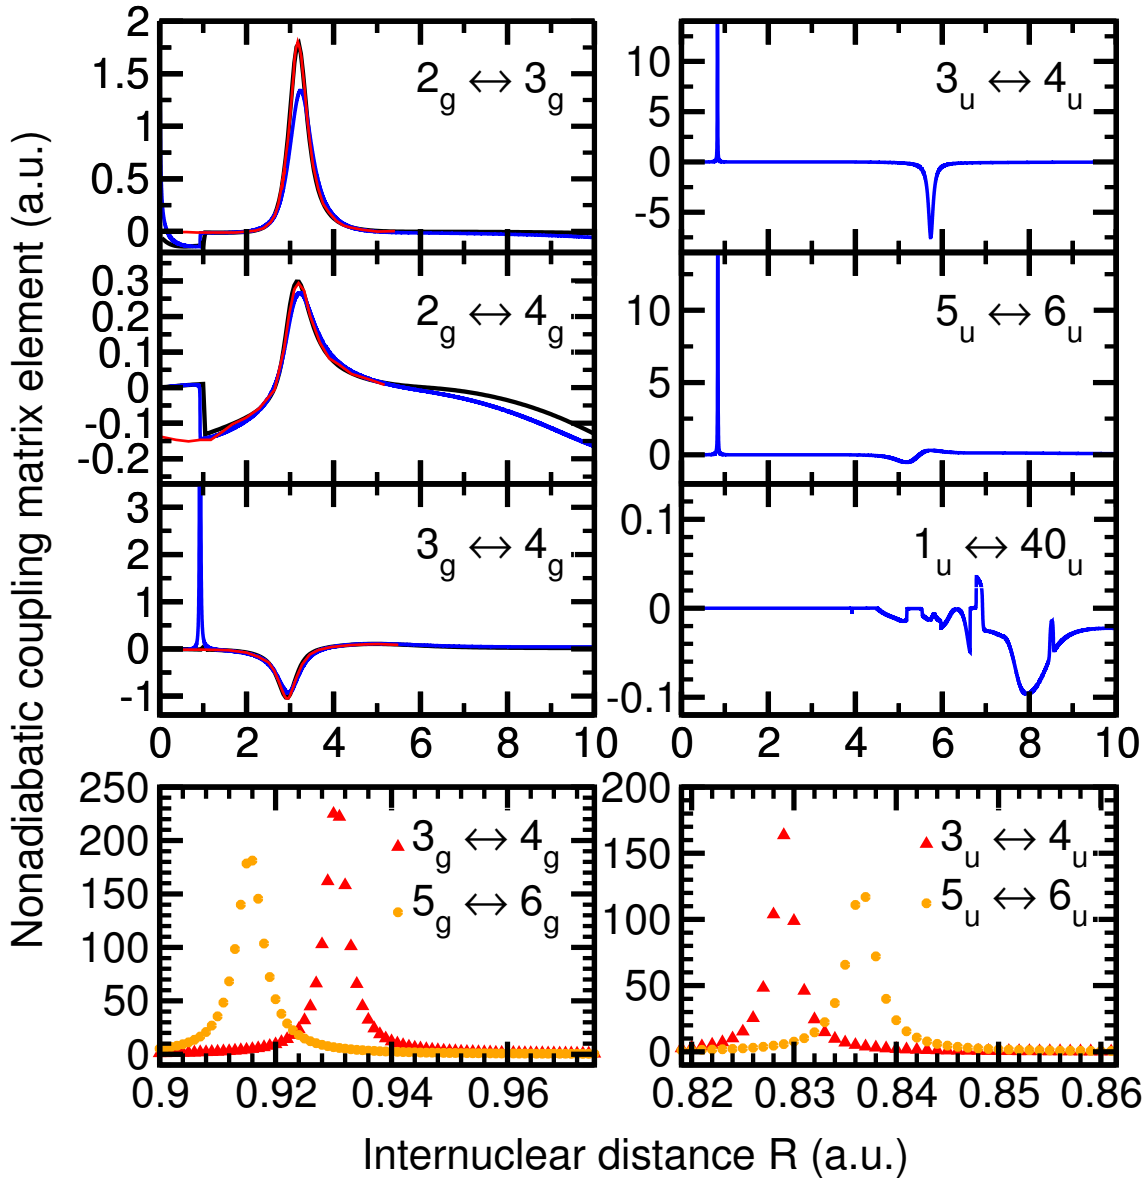 Nonadiabatic coupling matrix element (a.u.)
2
1.5
1
0.5
0
2g ↔ 3g
0.3
0.2
0.1
0
-0.1
-0.2
2g ↔ 4g
3
2
1
0
-1
3g ↔ 4g
0 2 4 6 8 10
10
5
0
-5
3u ↔ 4u
10
5
0
5u ↔ 6u
0.1
0
-0.1
1u ↔ 40u
0 2 4 6 8 10
250
200
150
100
50
0
3g ↔ 4g
5g ↔ 6g
0.9 0.92 0.94 0.96
200
150
100
50
0
3u ↔ 4u
5u ↔ 6u
0.82 0.83 0.84 0.85 0.86
Internuclear distance R (a.u.)